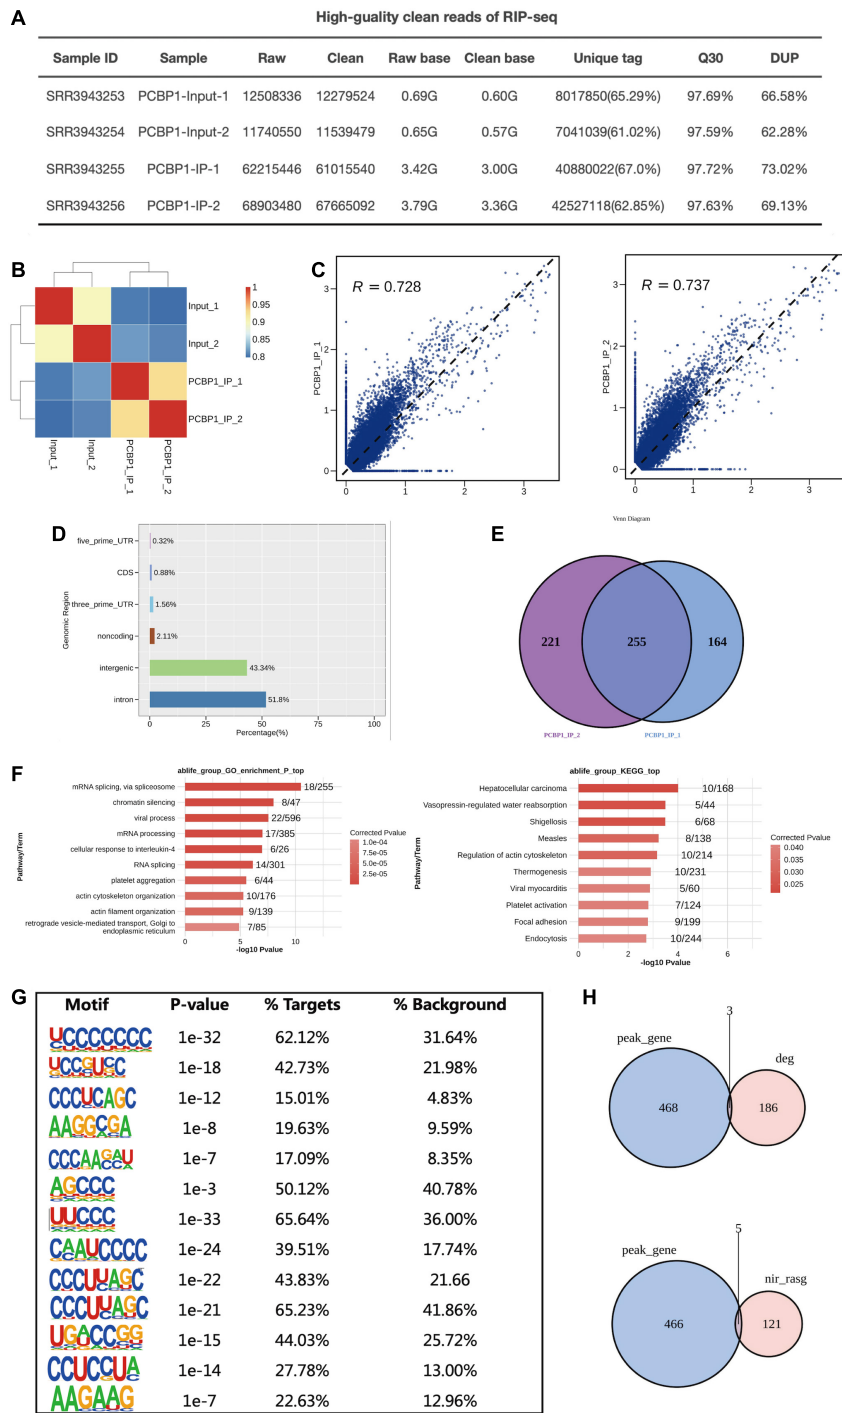 A
High-guality clean reads of RIP-seq
Sample ID Sample Raw Clean Raw base Clean base Unique tag Q30 DUP
SRR3943253 PCBP1-Input-1 12508336 12279524 0.69G 0.60G 8017850(65.29%) 97.69% 66.58%
SRR3943254 PCBP1-Input-2 11740550 11539479 0.65G 0.57G 7041039(61.02%) 97.59% 62.28%
SRR3943255 PCBP1-IP-1 62215446 61015540 3.42G 3.00G 40880022(67.0%) 97.72% 73.02%
SRR3943256 PCBP1-IP-2 68903480 67665092 3.79G 3.36G 42527118(62.85%) 97.63% 69.13%
B
1
0.95
0.9
0.85
0.8
Input_1
Input_2
PCBP1_IP_1
PCBP1_IP_2
Input_1
Input_2
PCBP1_IP_1
PCBP1_IP_2
C
R = 0.728
PCBP1_IP_1
3
2
1
0
0 1 2 3
R = 0.737
PCBP1_IP_2
3
2
1
0
0 1 2 3
D
Genomic Region
five_prime_UTR 0.32%
CDS 0.88%
three_prime_UTR 1.56%
noncoding 2.11%
intergenic 43.34%
intron 51.8%
0 25 50 75 100
Percentage(%)
Venn Diagram
E
221 255 164
PCBP1_IP_2 PCBP1_IP_1
F
ablife_group_GO_enrichment_P_top
Pathway/Term
mRNA splicing, via spliceosome 18/255
chromatin silencing 8/47
viral process 22/596
mRNA processing 17/385
cellular response to interleukin-4 6/26
RNA splicing 14/301
platelet aggregation 6/44
actin cytoskeleton organization 10/176
actin filament organization 9/139
retrograde vesicle-mediated transport, Golgi to
endoplasmic reticulum 7/85
0 5 10
-log10 Pvalue
Corrected Pvalue
1.0e-04
7.5e-05
5.0e-05
2.5e-05
ablife_group_KEGG_top
Pathway/Term
Hepatocellular carcinoma 10/168
Vasopressin-regulated water reabsorption 5/44
Shigellosis 6/68
Measles 8/138
Regulation of actin cytoskeleton 10/214
Thermogenesis 10/231
Viral myocarditis 5/60
Platelet activation 7/124
Focal adhesion 9/199
Endocytosis 10/244
0 2 4 6
-log10 Pvalue
Corrected Pvalue
0.040
0.035
0.030
0.025
G
Motif P-value % Targets % Background
UCCCCCCC 1e-32 62.12% 31.64%
UCCGUCC 1e-18 42.73% 21.98%
CCCUCAGC 1e-12 15.01% 4.83%
AAGGCGA 1e-8 19.63% 9.59%
CCCAAGAU 1e-7 17.09% 8.35%
AGCCC 1e-3 50.12% 40.78%
UUCCC 1e-33 65.64% 36.00%
CAAUCCCC 1e-24 39.51% 17.74%
CCCUUAGC 1e-22 43.83% 21.66
CCCUUAGC 1e-21 65.23% 41.86%
UGACCGG 1e-15 44.03% 25.72%
CCUCCUA 1e-14 27.78% 13.00%
AAGAAG 1e-7 22.63% 12.96%
H
3
peak_gene
deg
468 186
5
peak_gene
nir_rasg
466 121